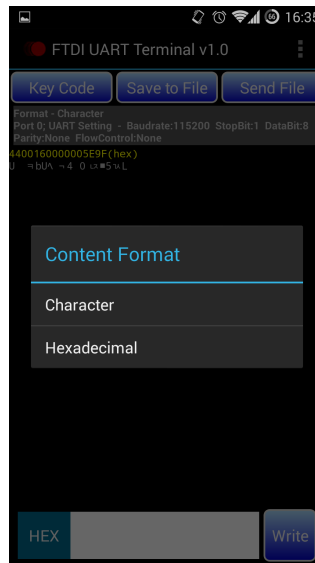 66 16:35
FTDI UART Terminal v1.0
Key Code Save to File Send File
Format - Character
Port 0; UART Setting - Baudrate:115200 StopBit:1 DataBit:8
Parity:None FlowControl:None
4400160000005E9F(hex)
Content Format
Character
Hexadecimal
HEX Write